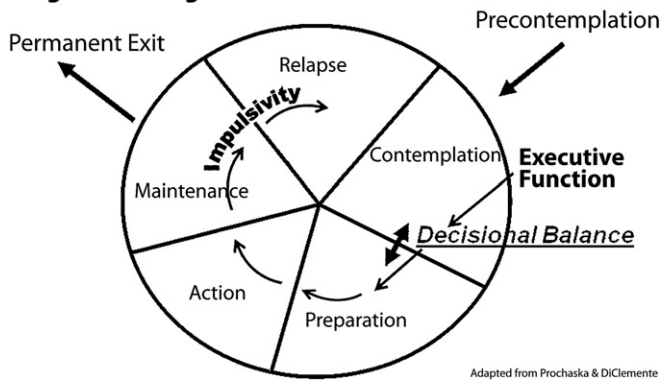 Precontemplation
Permanent Exit
Relapse
Impulsivity
Contemplation
Executive
Function
Maintenance
Decisional Balance
Action
Preparation
Adapted from Prochaska & DiClemente